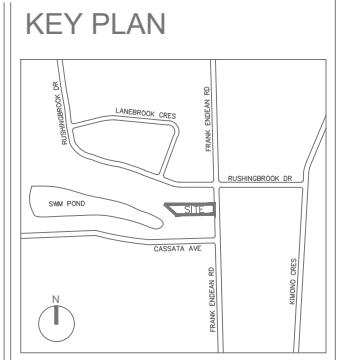 KEY PLAN
RUSHINGBROOK DR
LANEBROOK CRES
FRANK ENDEAN RD
RUSHINGBROOK DR
SWM POND
SITE
CASSATA AVE
FRANK ENDEAN RD
KIMONO CRES
N